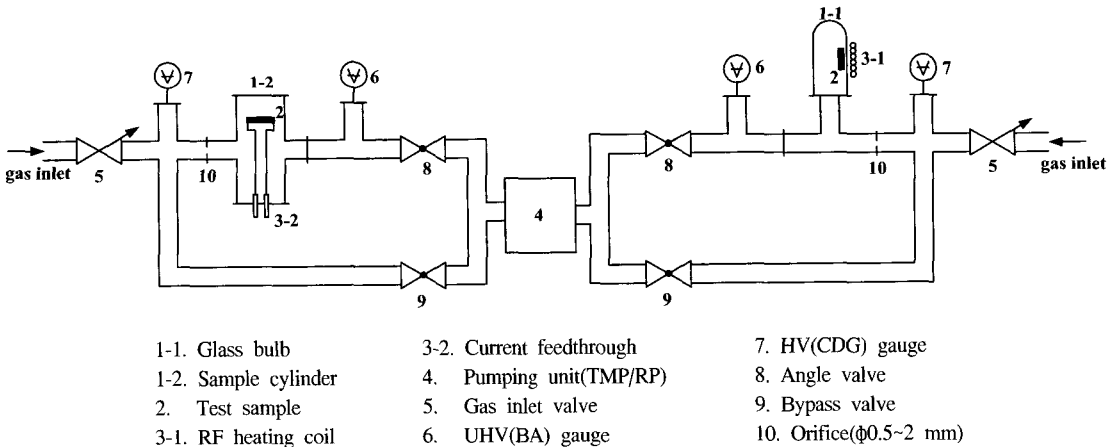 1-1
7
1-2
2
6
6
2
3-1
7
gas inlet
5
10
8
3-2
4
8
10
5
gas inlet
9
9
1-1. Glass bulb
1-2. Sample cylinder
2. Test sample
3-1. RF heating coil
3-2. Current feedthrough
4. Pumping unit(TMP/RP)
5. Gas inlet valve
6. UHV(BA) gauge
7. HV(CDG) gauge
8. Angle valve
9. Bypass valve
10. Orifice(ϕ0.5~2 mm)